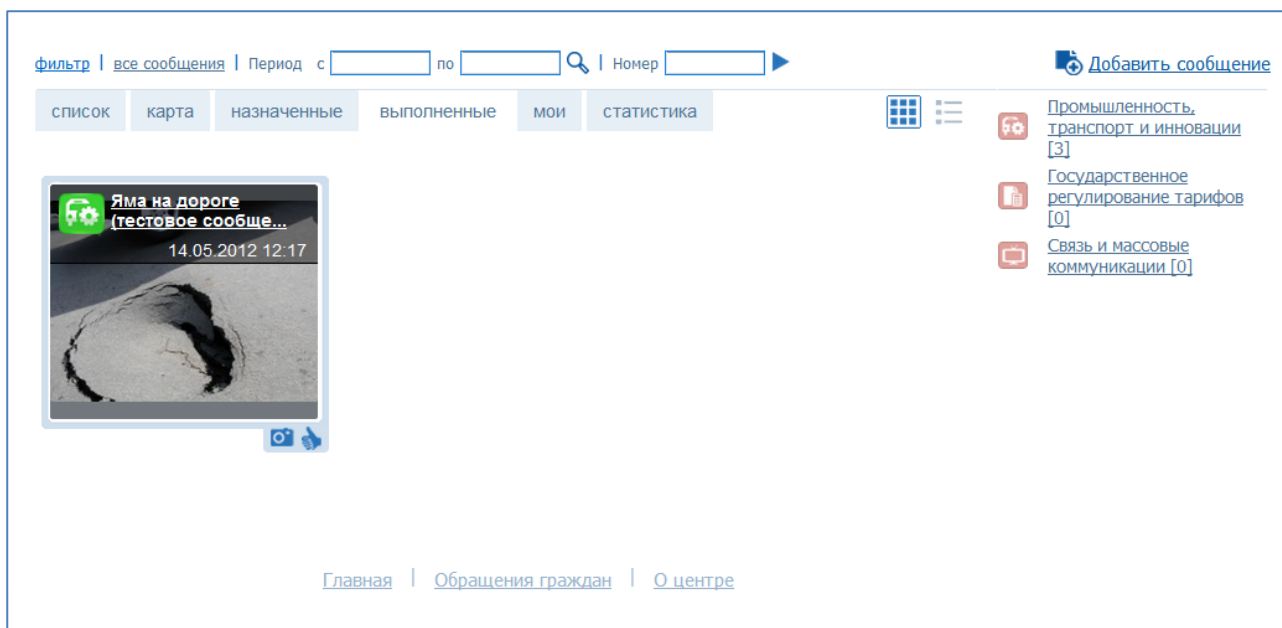 фильтр | все сообщения | Период с по | Номер
Добавить сообщение
список карта назначенные выполненные мои статистика
Промышленность,
транспорт и инновации
[3]
Государственное
регулирование тарифов
[0]
Связь и массовые
коммуникации [0]
Яма на дороге
(тестовое сообще...
14.05.2012 12:17
Главная | Обращения граждан | О центре